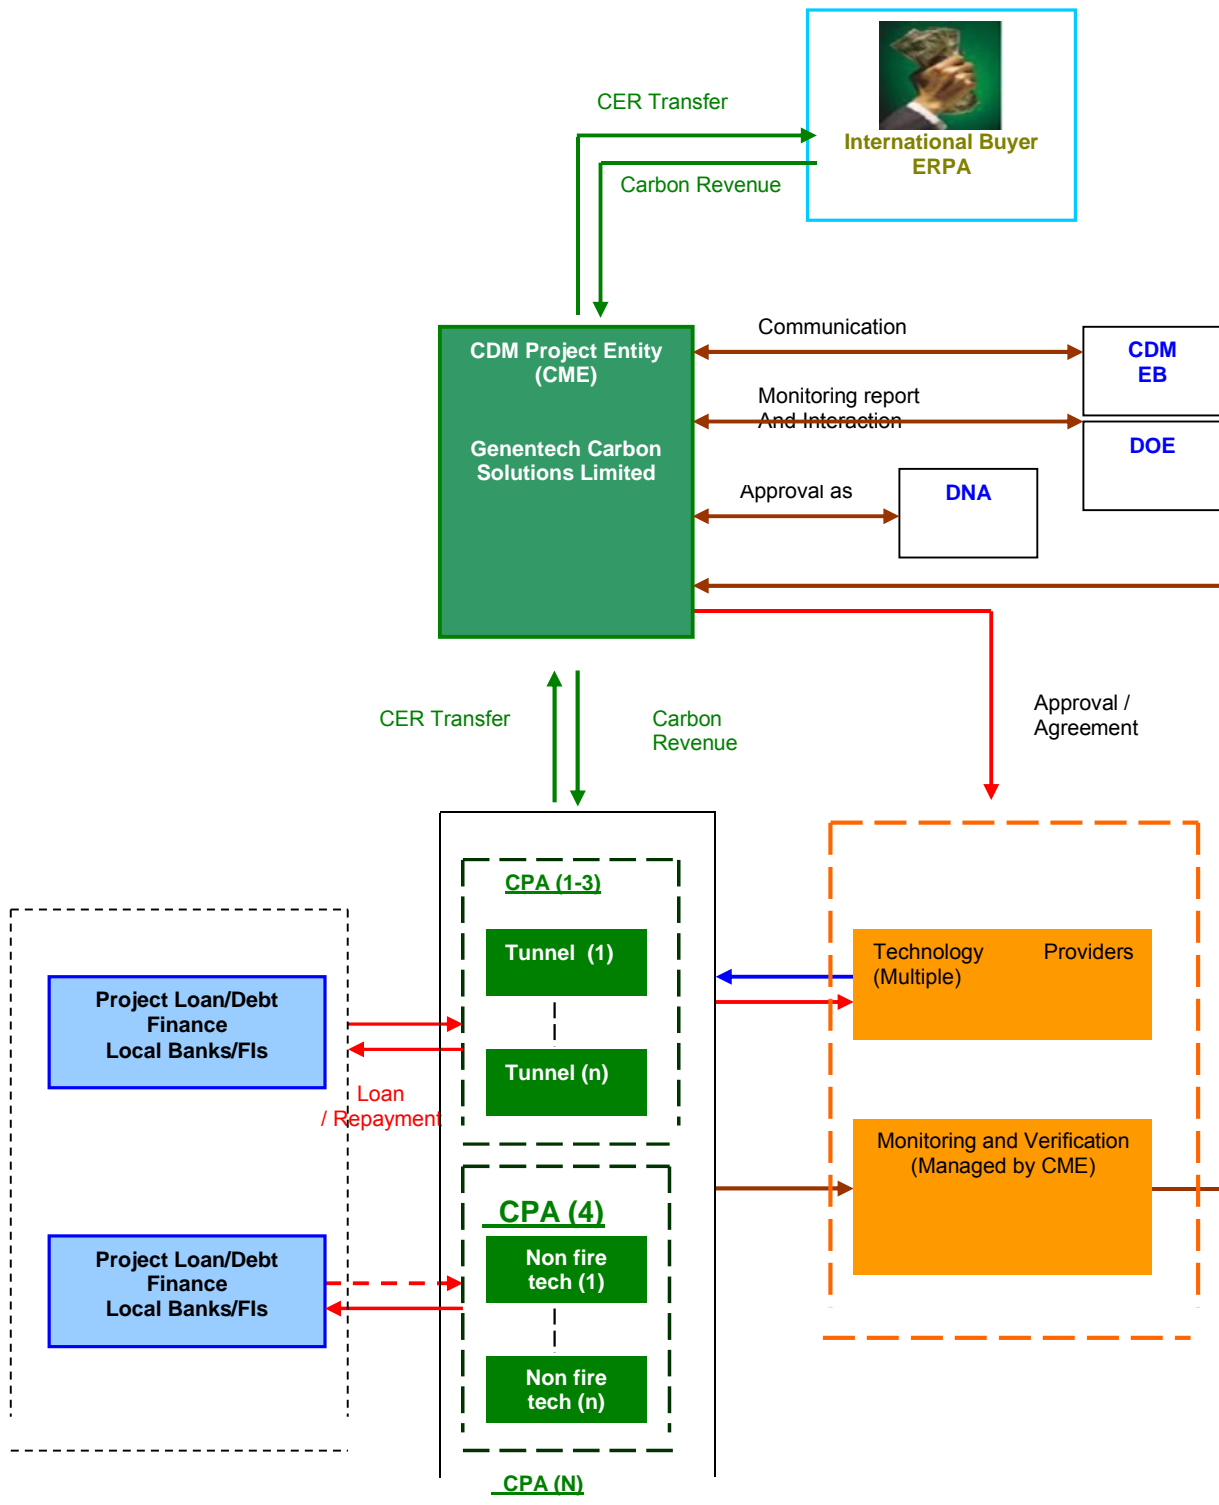 CER Transfer
International Buyer
ERPA
Carbon Revenue
Communication
CDM Project Entity
(CME)
CDM
EB
Monitoring report
And Interaction
Genentech Carbon
Solutions Limited
DOE
Approval as
DNA
CER Transfer
Carbon
Revenue
Approval /
Agreement
CPA (1-3)
Tunnel (1)
Technology Providers
(Multiple)
Project Loan/Debt
Finance
Local Banks/FIs
Tunnel (n)
Loan
/ Repayment
Monitoring and Verification
(Managed by CME)
CPA (4)
Project Loan/Debt
Finance
Local Banks/FIs
Non fire
tech (1)
Non fire
tech (n)
CPA (N)